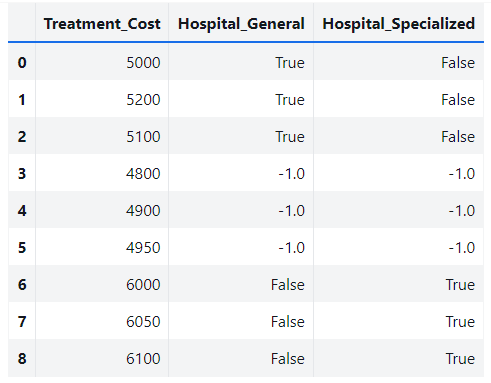 Treatment_Cost Hospital_General Hospital_Specialized
0 5000 True False
1 5200 True False
2 5100 True False
3 4800 -1.0 -1.0
4 4900 -1.0 -1.0
5 4950 -1.0 -1.0
6 6000 False True
7 6050 False True
8 6100 False True